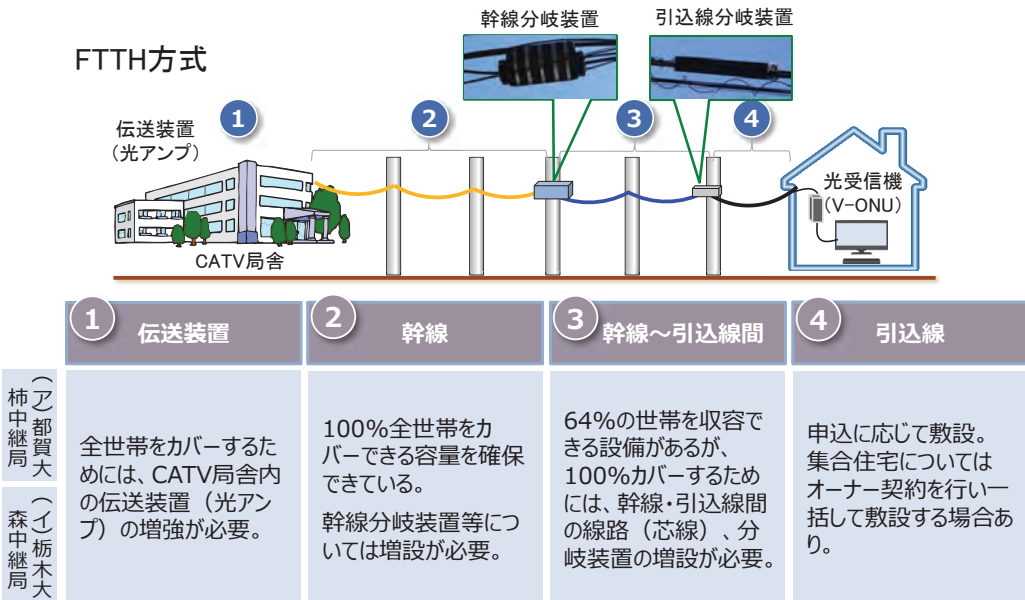 FTTH方式
幹線分岐装置
引込線分岐装置
伝送装置
(光アンプ)
1
2
3
4
光受信機
(V-ONU)
CATV局舎
1
伝送装置
2
幹線
3
幹線～引込線間
4
引込線
(ア)都賀大
柿中継局
(イ)栃木大
森中継局
全世帯をカバーするた
めには、CATV局舎内
の伝送装置（光アン
プ）の増強が必要。
100%全世帯をカ
バーできる容量を確保
できている。
幹線分岐装置等につ
いては増設が必要。
64%の世帯を収容で
きる設備があるが、
100%カバーするため
には、幹線・引込線間
の線路（芯線）、分
岐装置の増設が必要。
申込に応じて敷設。
集合住宅については
オーナー契約を行い一
括して敷設する場合あ
り。